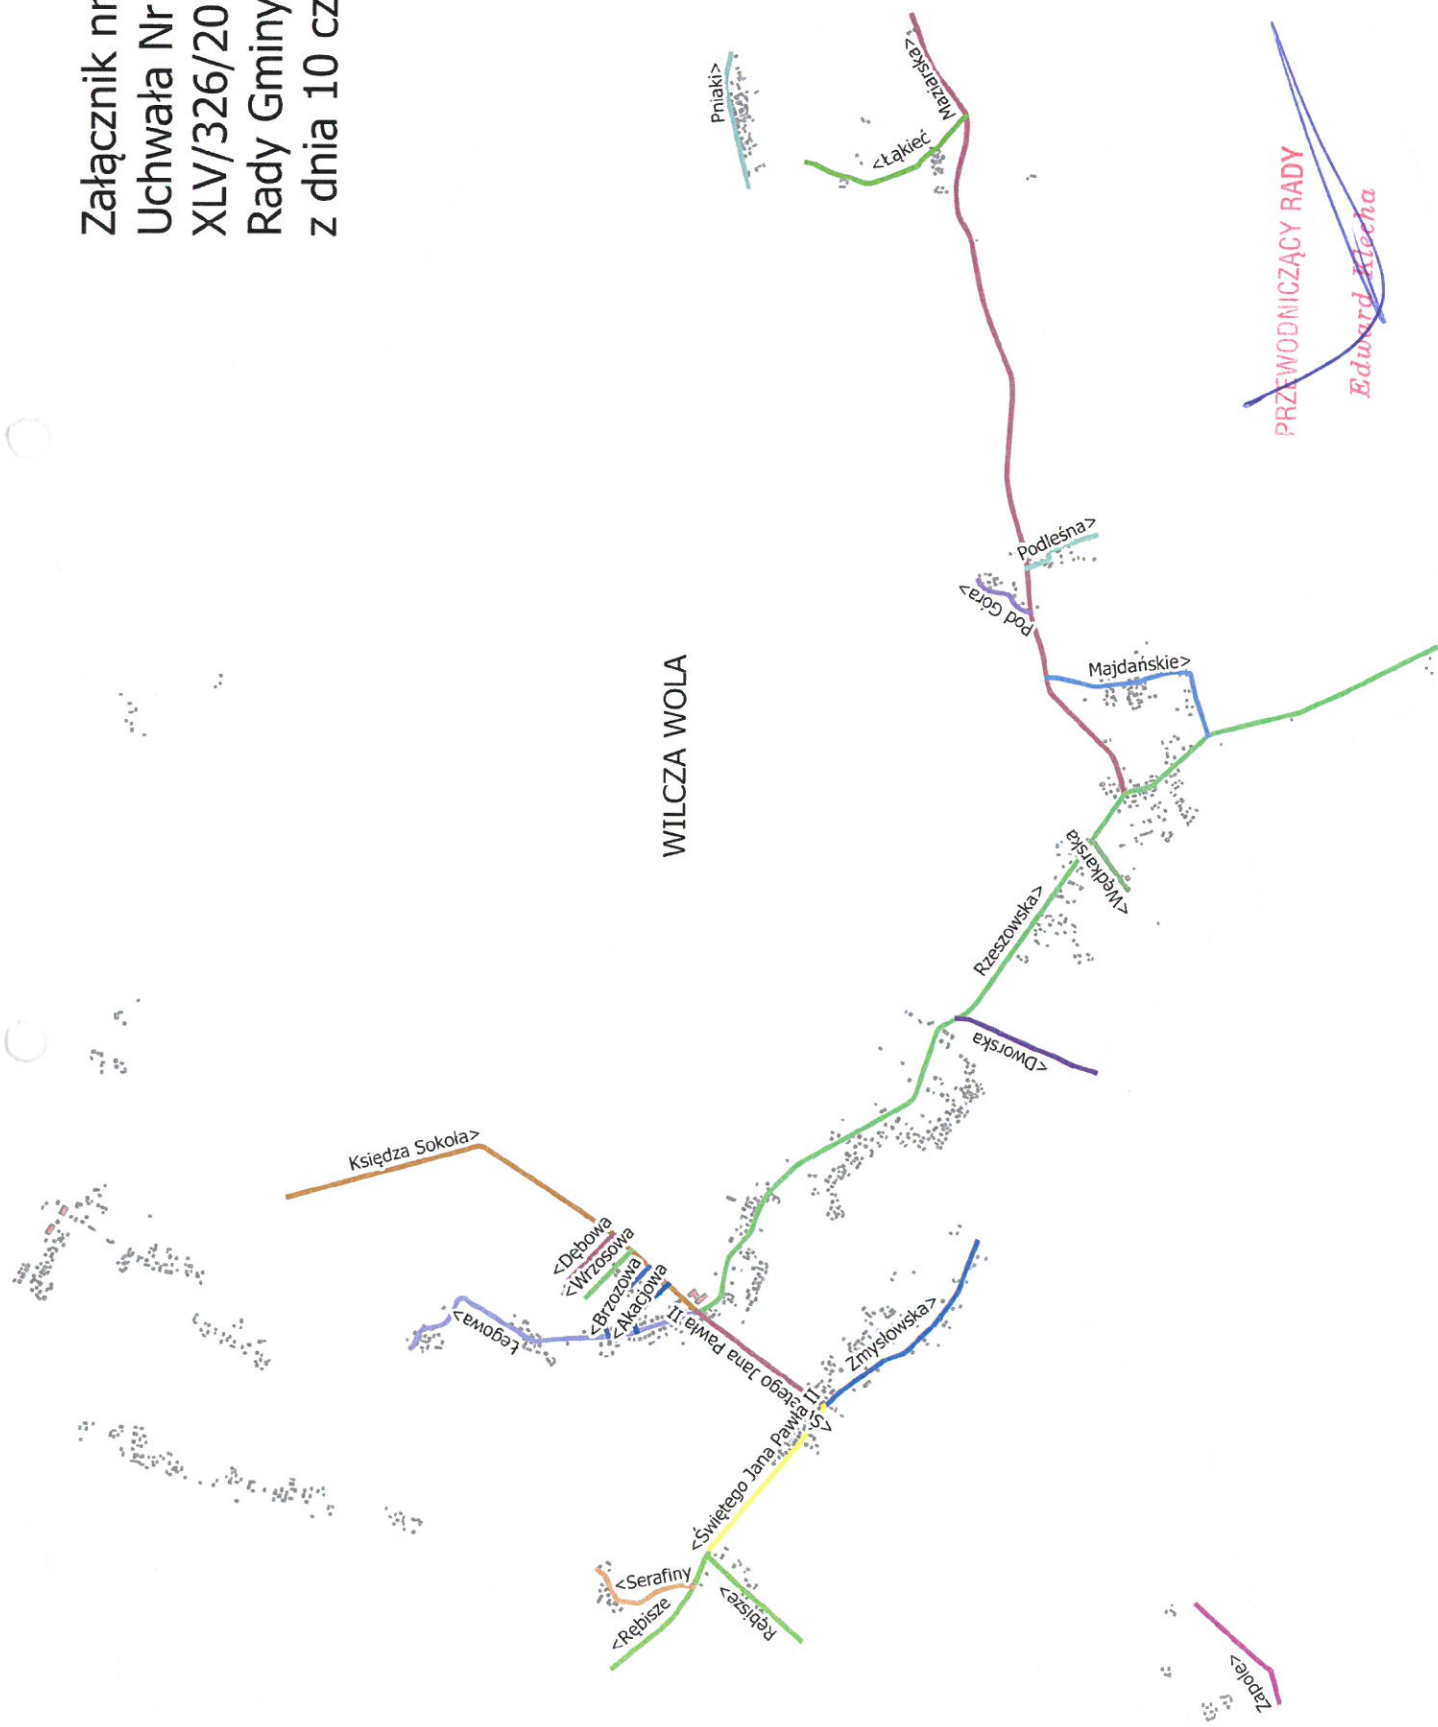 Załącznik nr
Uchwała Nr
XLV/326/20
Rady Gminy
z dnia 10 cz
Pniaki>
Maziarska>
<Łąkieć
Podleśna>
Pod Górą>
Majdańskie>
WILCZA WOLA
<Wędkarska
Rzeszowska>
<Dworska
Księdza Sokoła>
<Dębowa
<Wrzosowa
<Brzozowa
<Akacjowa
Łęgowa>
<Świętego Jana Pawła II
Zmysłowska>
<Świętego Jana Pawła II
<Serafiny
<Rębisze
Rębisze>
Zapole>
PRZEWODNICZĄCY RADY
Edward Klecha